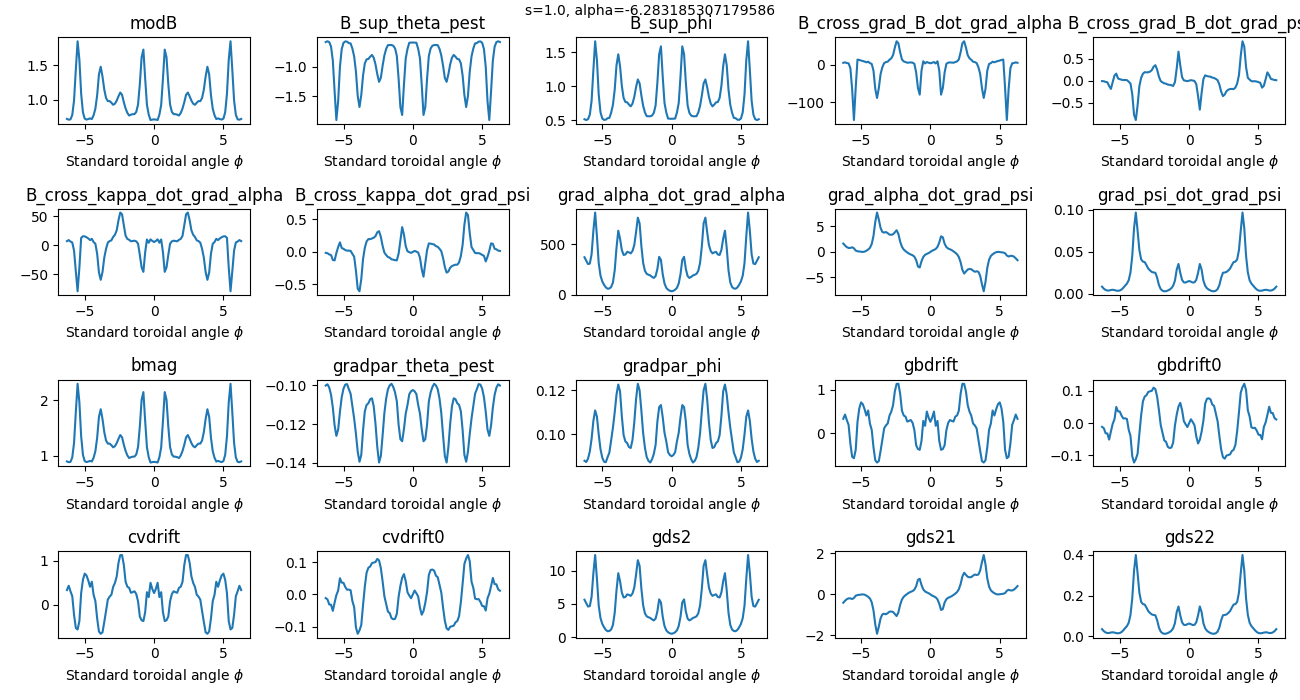 s=1.0, alpha=-6.283185307179586
modB
B_sup_theta_pest
B_sup_phi
B_cross_grad_B_dot_grad_alpha
B_cross_grad_B_dot_grad_ps
1.5
1.0
−1.0
−1.5
1.5
1.0
0.5
0
−100
0.5
0.0
−0.5
−5 0 5
−5 0 5
−5 0 5
−5 0 5
−5 0 5
Standard toroidal angle ϕ
Standard toroidal angle ϕ
Standard toroidal angle ϕ
Standard toroidal angle ϕ
Standard toroidal angle ϕ
B_cross_kappa_dot_grad_alpha
B_cross_kappa_dot_grad_psi
grad_alpha_dot_grad_alpha
grad_alpha_dot_grad_psi
grad_psi_dot_grad_psi
50
0
−50
0.5
0.0
−0.5
500
0
5
0
−5
0.10
0.05
0.00
−5 0 5
−5 0 5
−5 0 5
−5 0 5
−5 0 5
Standard toroidal angle ϕ
Standard toroidal angle ϕ
Standard toroidal angle ϕ
Standard toroidal angle ϕ
Standard toroidal angle ϕ
bmag
gradpar_theta_pest
gradpar_phi
gbdrift
gbdrift0
2
1
−0.10
−0.12
−0.14
0.12
0.10
1
0
0.1
0.0
−0.1
−5 0 5
−5 0 5
−5 0 5
−5 0 5
−5 0 5
Standard toroidal angle ϕ
Standard toroidal angle ϕ
Standard toroidal angle ϕ
Standard toroidal angle ϕ
Standard toroidal angle ϕ
cvdrift
cvdrift0
gds2
gds21
gds22
1
0
0.1
0.0
−0.1
10
5
0
2
0
−2
0.4
0.2
0.0
−5 0 5
−5 0 5
−5 0 5
−5 0 5
−5 0 5
Standard toroidal angle ϕ
Standard toroidal angle ϕ
Standard toroidal angle ϕ
Standard toroidal angle ϕ
Standard toroidal angle ϕ